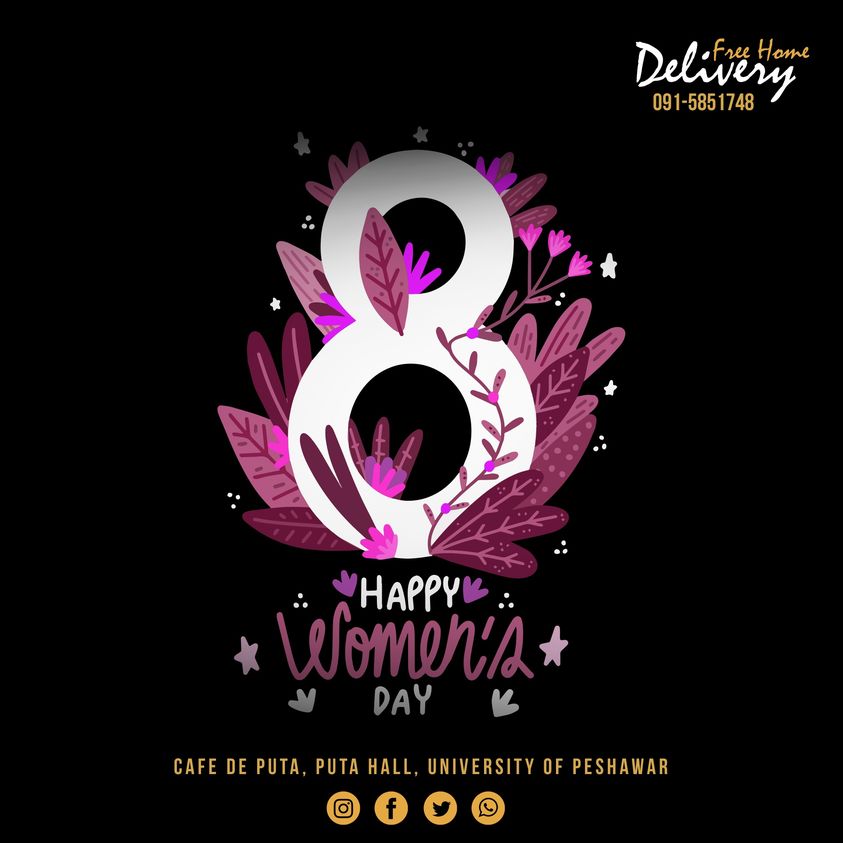 Free Home
Delivery
091-5851748
8
HAPPY
Women's
DAY
CAFE DE PUTA, PUTA HALL, UNIVERSITY OF PESHAWAR